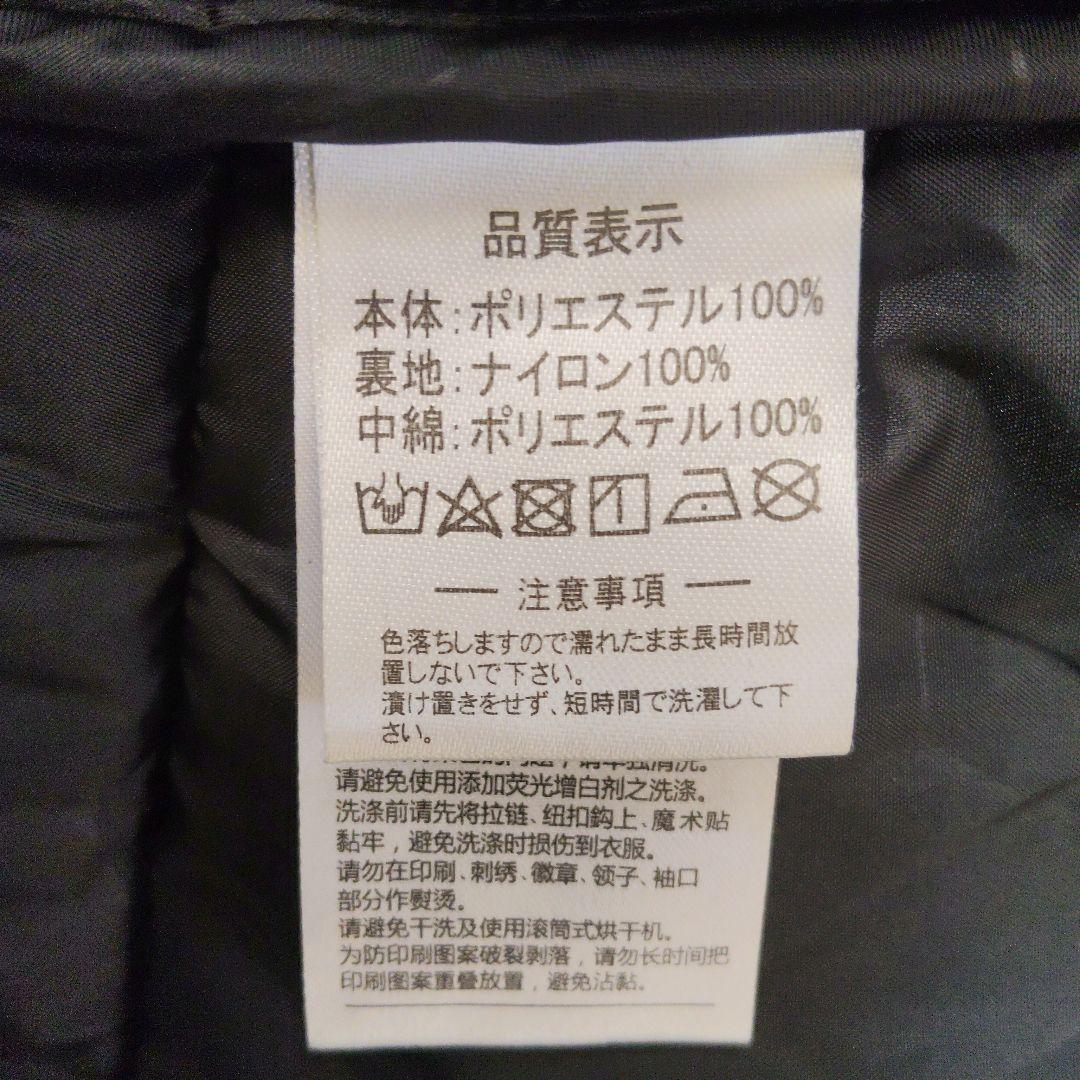 品質表示
本体:ポリエステル100%
裏地:ナイロン100%
中綿:ポリエステル100%
注意事項
色落ちしますので濡れたまま長時間放
置しないで下さい。
漬け置きをせず、短時間で洗濯して下
さい。
请避免使用添加荧光增白剂之洗涤。
洗涤前请先将拉链、纽扣鈎上、魔术贴
黏牢，避免洗涤时损伤到衣服。
请勿在印刷、刺绣、徽章、领子、袖口
部分作熨烫。
请避免干洗及使用滚筒式烘干机。
为防印刷图案破裂剥落，请勿长时间把
印刷图案重叠放置，避免沾黏。